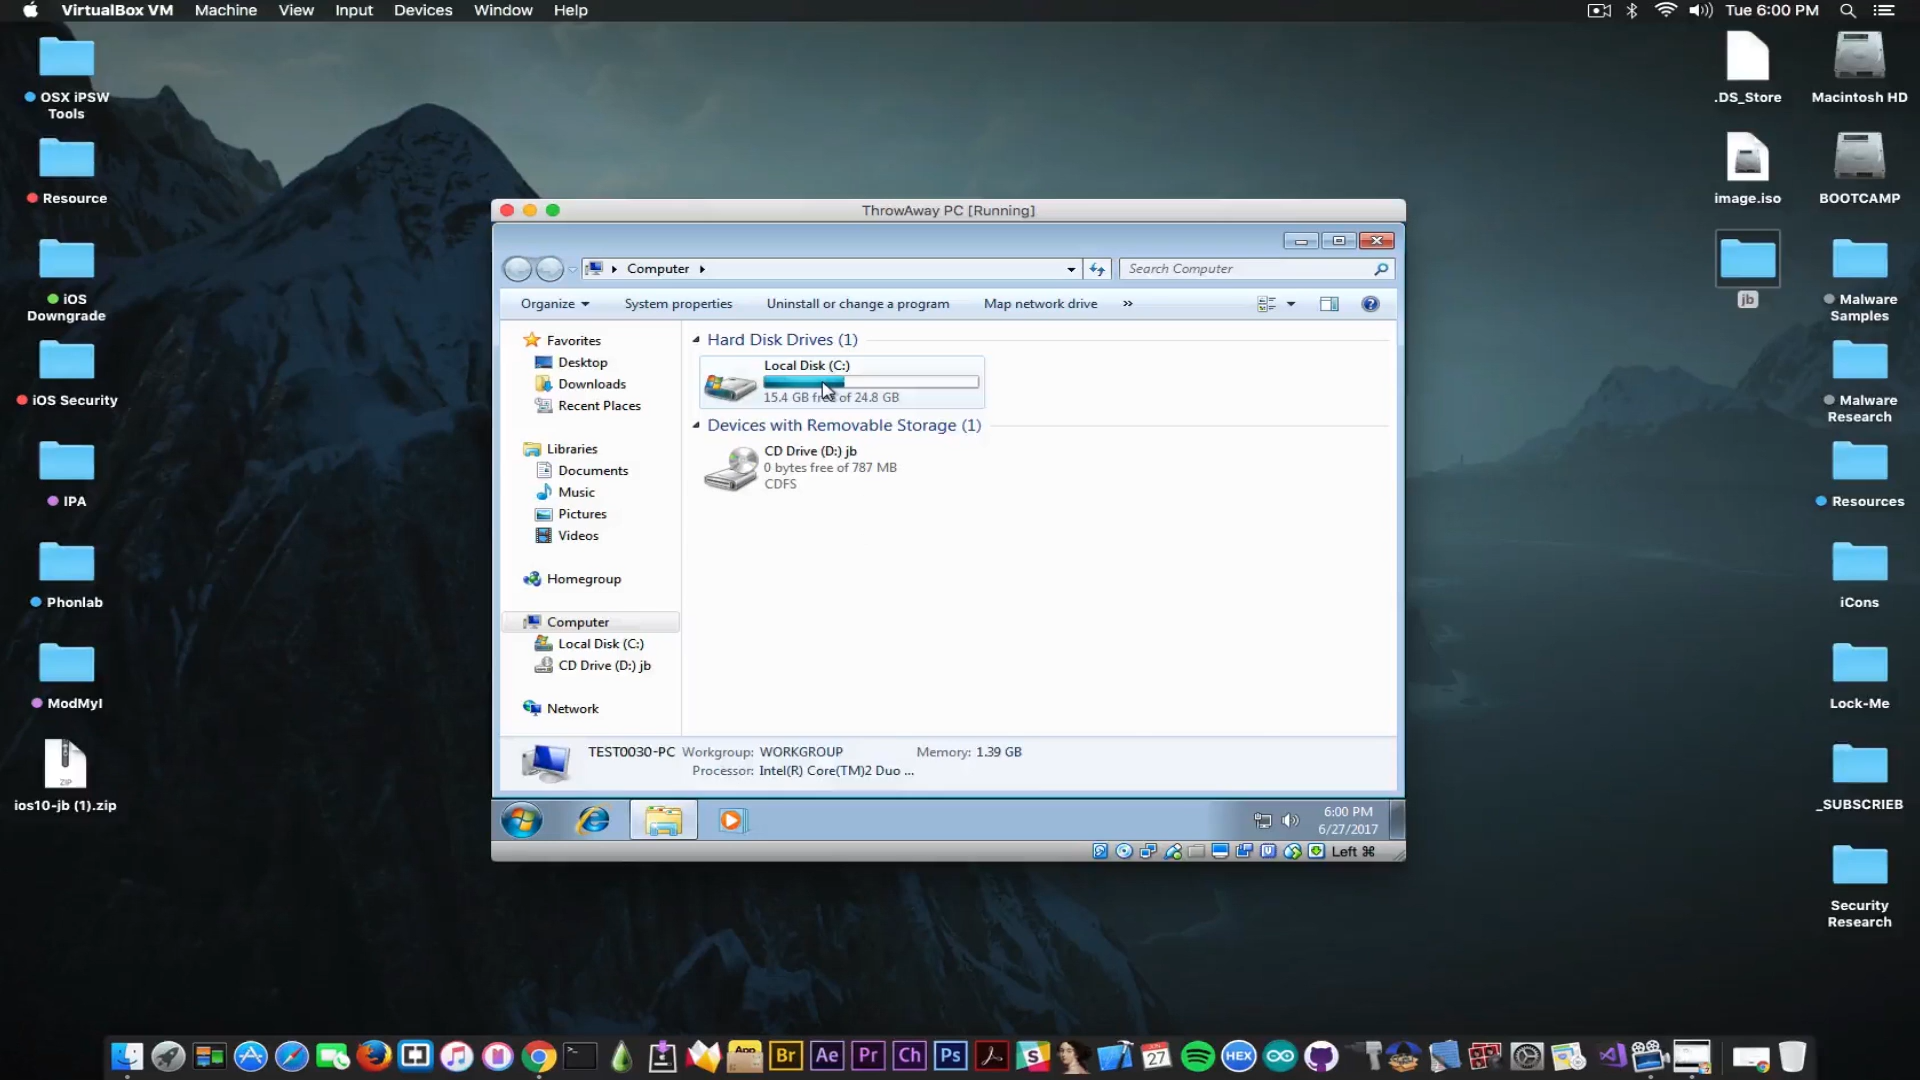 VirtualBox VM Machine View Input Devices Window Help
Tue 6:00 PM
OSX iPSW
Tools
Resource
iOS
Downgrade
iOS Security
IPA
Phonlab
ModMyI
ZIP
ios10-jb (1).zip
.DS_Store
Macintosh HD
image.iso
BOOTCAMP
jb
Malware
Samples
Malware
Research
Resources
iCons
Lock-Me
_SUBSCRIEB
Security
Research
ThrowAway PC [Running]
Computer
Search Computer
Organize System properties Uninstall or change a program Map network drive »
Favorites
Desktop
Downloads
Recent Places
Libraries
Documents
Music
Pictures
Videos
Homegroup
Computer
Local Disk (C:)
CD Drive (D:) jb
Network
Hard Disk Drives (1)
Local Disk (C:)
15.4 GB free of 24.8 GB
Devices with Removable Storage (1)
CD Drive (D:) jb
0 bytes free of 787 MB
CDFS
TEST0030-PC Workgroup: WORKGROUP Memory: 1.39 GB
Processor: Intel(R) Core(TM)2 Duo ...
6:00 PM
6/27/2017
Left ⌘
App Br Ae Pr Ch Ps S 27 HEX